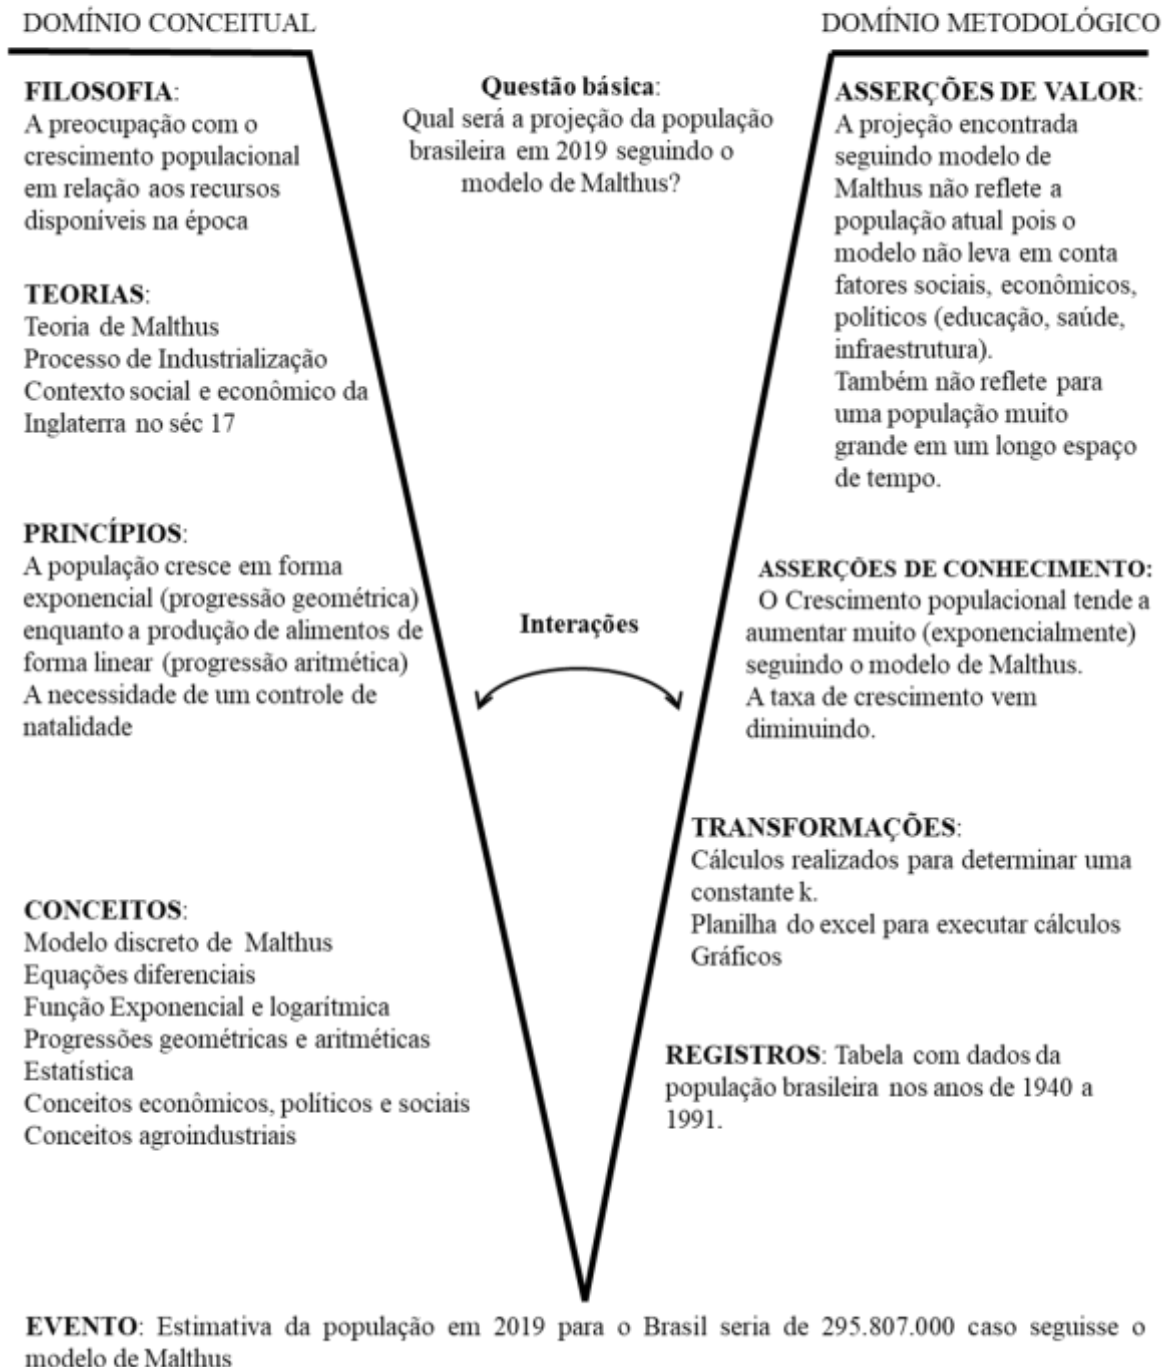 DOMÍNIO CONCEITUAL
DOMÍNIO METODOLÓGICO
FILOSOFIA:
A preocupação com o
crescimento populacional
em relação aos recursos
disponíveis na época
TEORIAS:
Teoria de Malthus
Processo de Industrialização
Contexto social e econômico da
Inglaterra no séc 17
PRINCÍPIOS:
A população cresce em forma
exponencial (progressão geométrica)
enquanto a produção de alimentos de
forma linear (progressão aritmética)
A necessidade de um controle de
natalidade
CONCEITOS:
Modelo discreto de Malthus
Equações diferenciais
Função Exponencial e logarítmica
Progressões geométricas e aritméticas
Estatística
Conceitos econômicos, políticos e sociais
Conceitos agroindustriais
Questão básica:
Qual será a projeção da população
brasileira em 2019 seguindo o
modelo de Malthus?
Interações
ASSERÇÕES DE VALOR:
A projeção encontrada
seguindo modelo de
Malthus não reflete a
população atual pois o
modelo não leva em conta
fatores sociais, econômicos,
políticos (educação, saúde,
infraestrutura).
Também não reflete para
uma população muito
grande em um longo espaço
de tempo.
ASSERÇÕES DE CONHECIMENTO:
O Crescimento populacional tende a
aumentar muito (exponencialmente)
seguindo o modelo de Malthus.
A taxa de crescimento vem
diminuindo.
TRANSFORMAÇÕES:
Cálculos realizados para determinar uma
constante k.
Planilha do excel para executar cálculos
Gráficos
REGISTROS: Tabela com dados da
população brasileira nos anos de 1940 a
1991.
EVENTO: Estimativa da população em 2019 para o Brasil seria de 295.807.000 caso seguisse o
modelo de Malthus